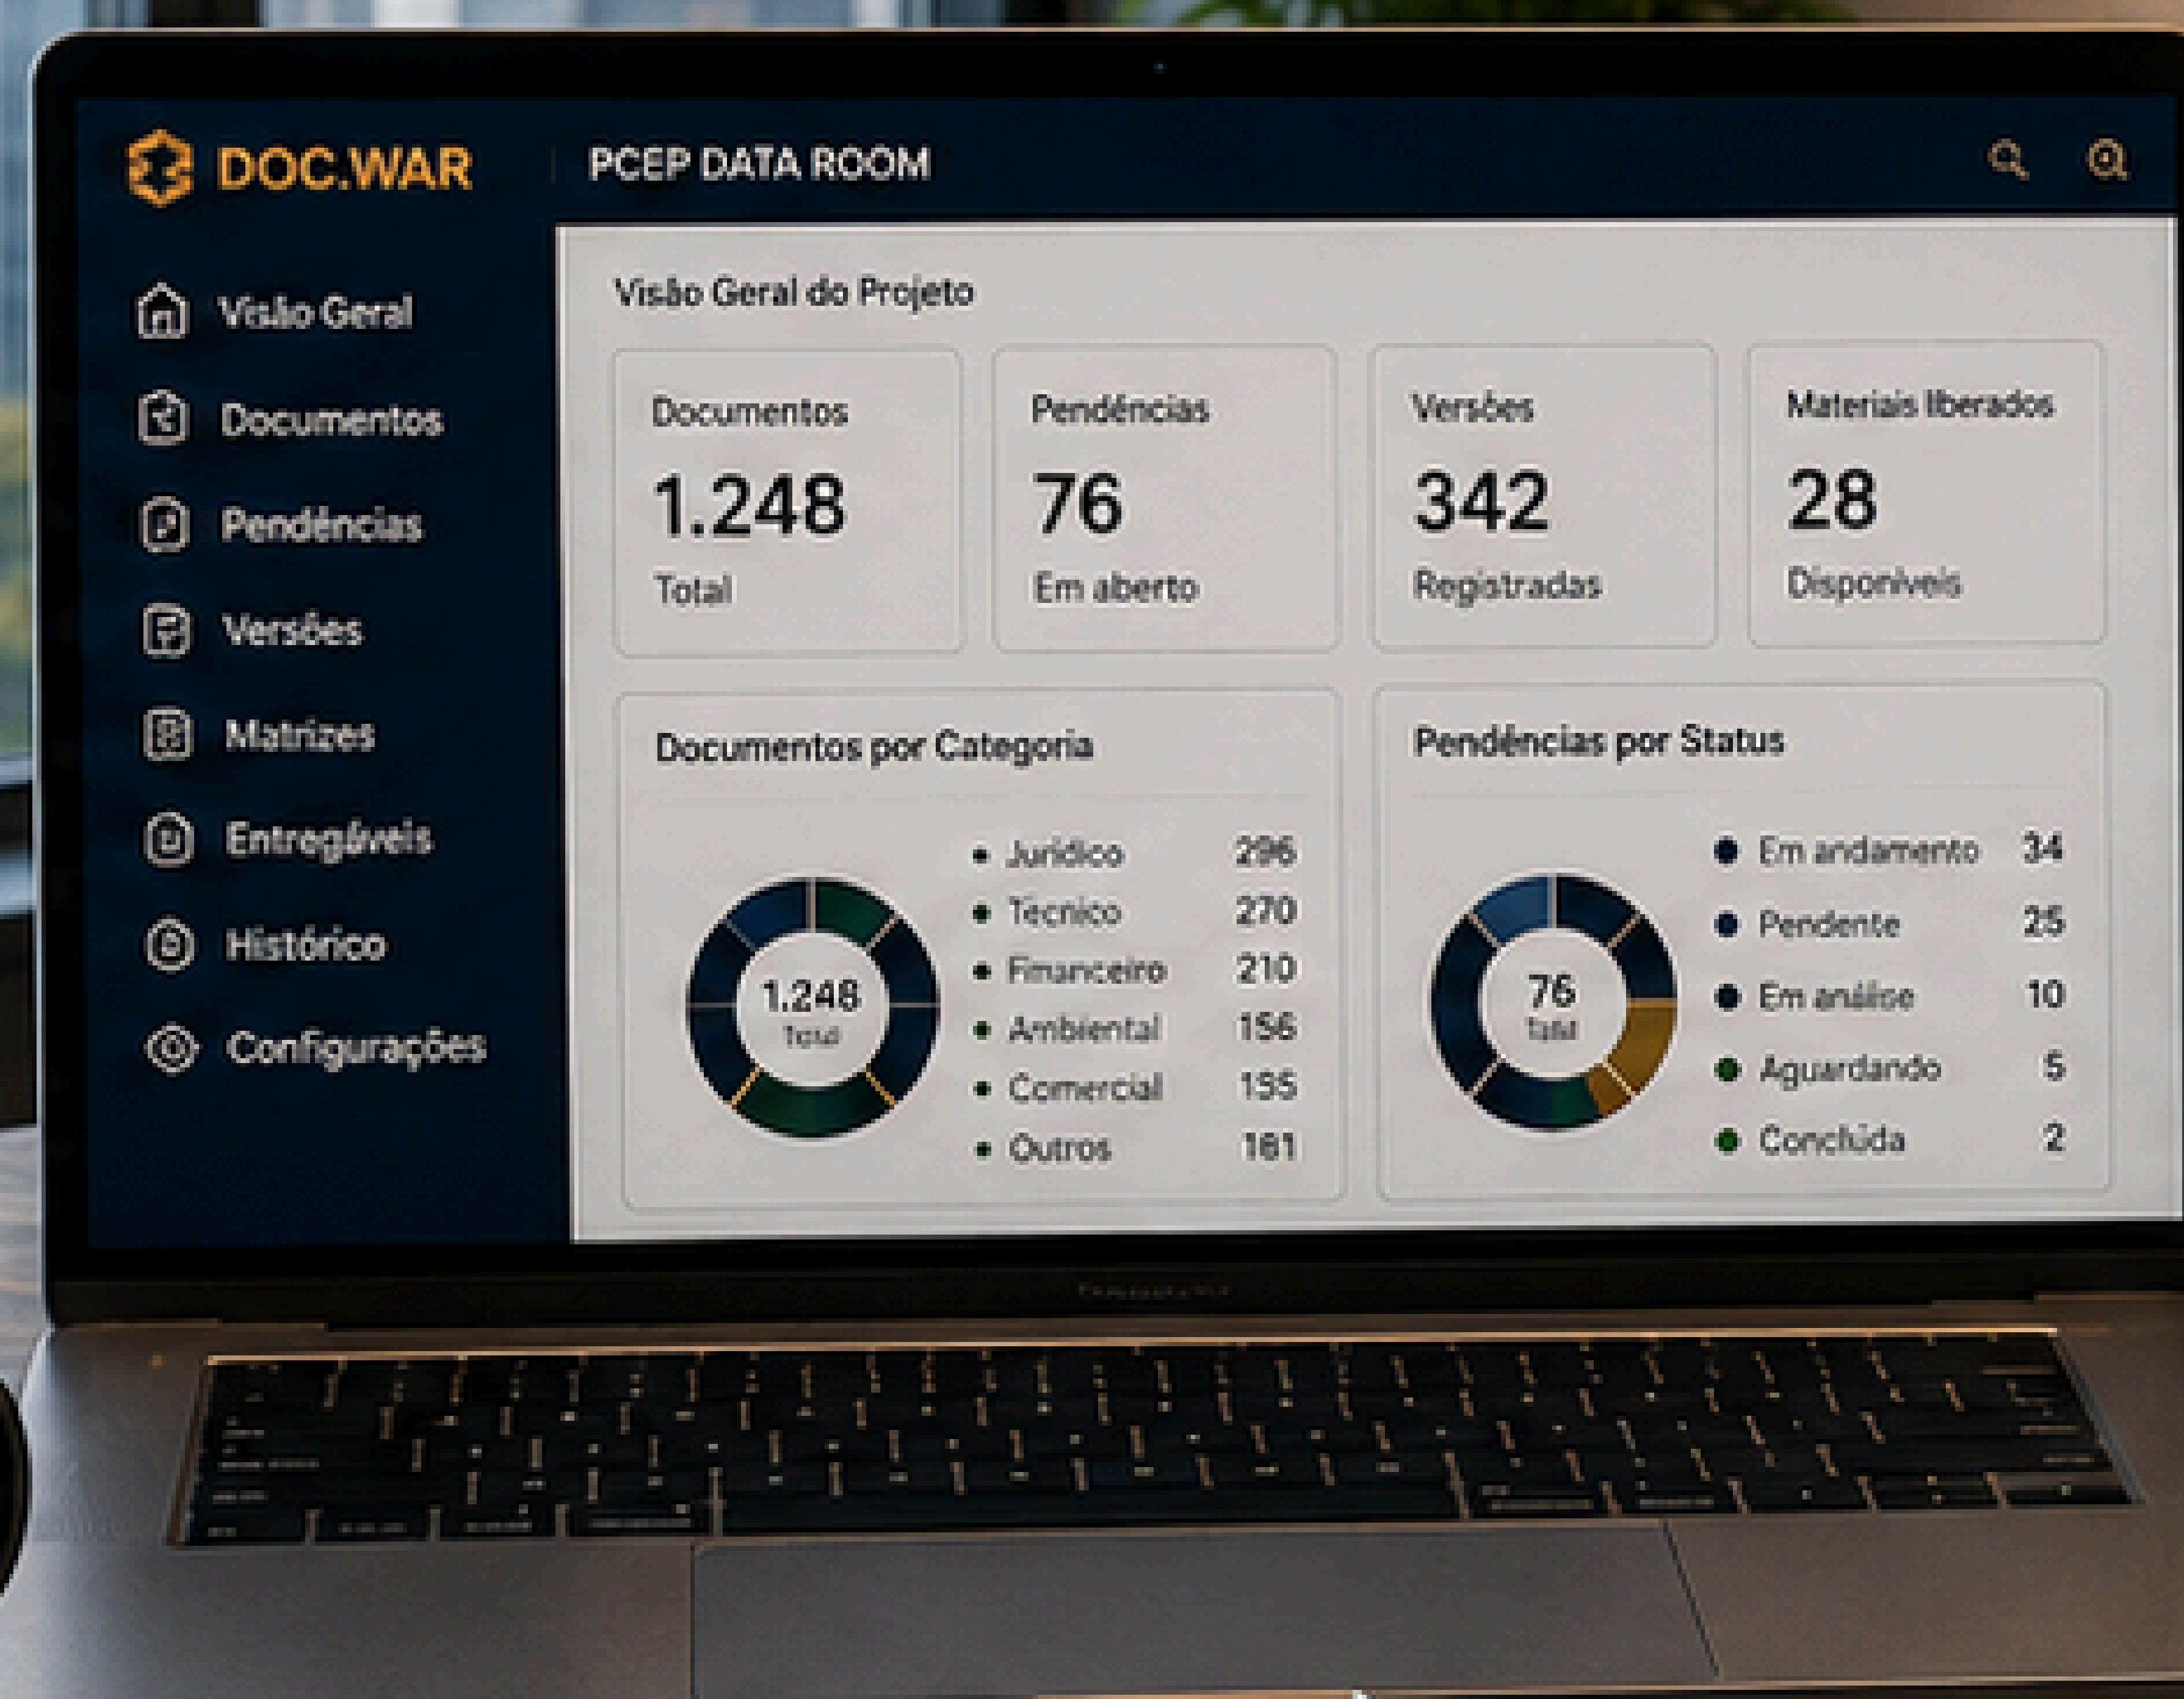 DOC.WAR
PCEP DATA ROOM
Visão Geral
Documentos
Pendências
Versões
Matrizes
Entregáveis
Histórico
Configurações
Visão Geral do Projeto
Documentos
1.248
Total
Pendências
76
Em aberto
Versões
342
Registradas
Materiais liberados
28
Disponíveis
Documentos por Categoria
1.248
Total
Jurídico 296
Técnico 270
Financeiro 210
Ambiental 156
Comercial 195
Outros 161
Pendências por Status
76
Total
Em andamento 34
Pendente 25
Em análise 10
Aguardando 5
Conclúda 2